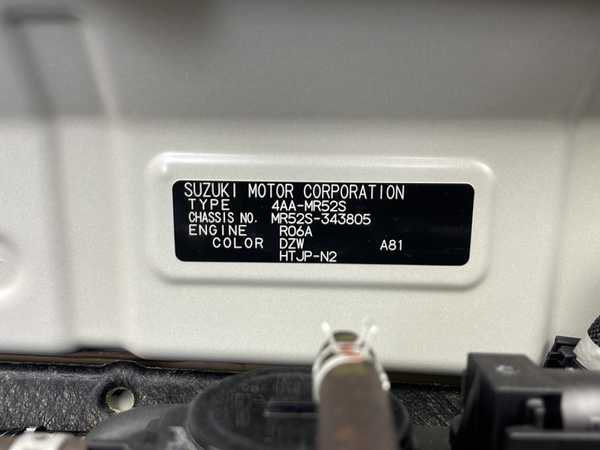 SUZUKI MOTOR CORPORATION
TYPE 4AA-MR52S
CHASSIS NO. MR52S-343805
ENGINE R06A
COLOR DZW A81
HTJP-N2